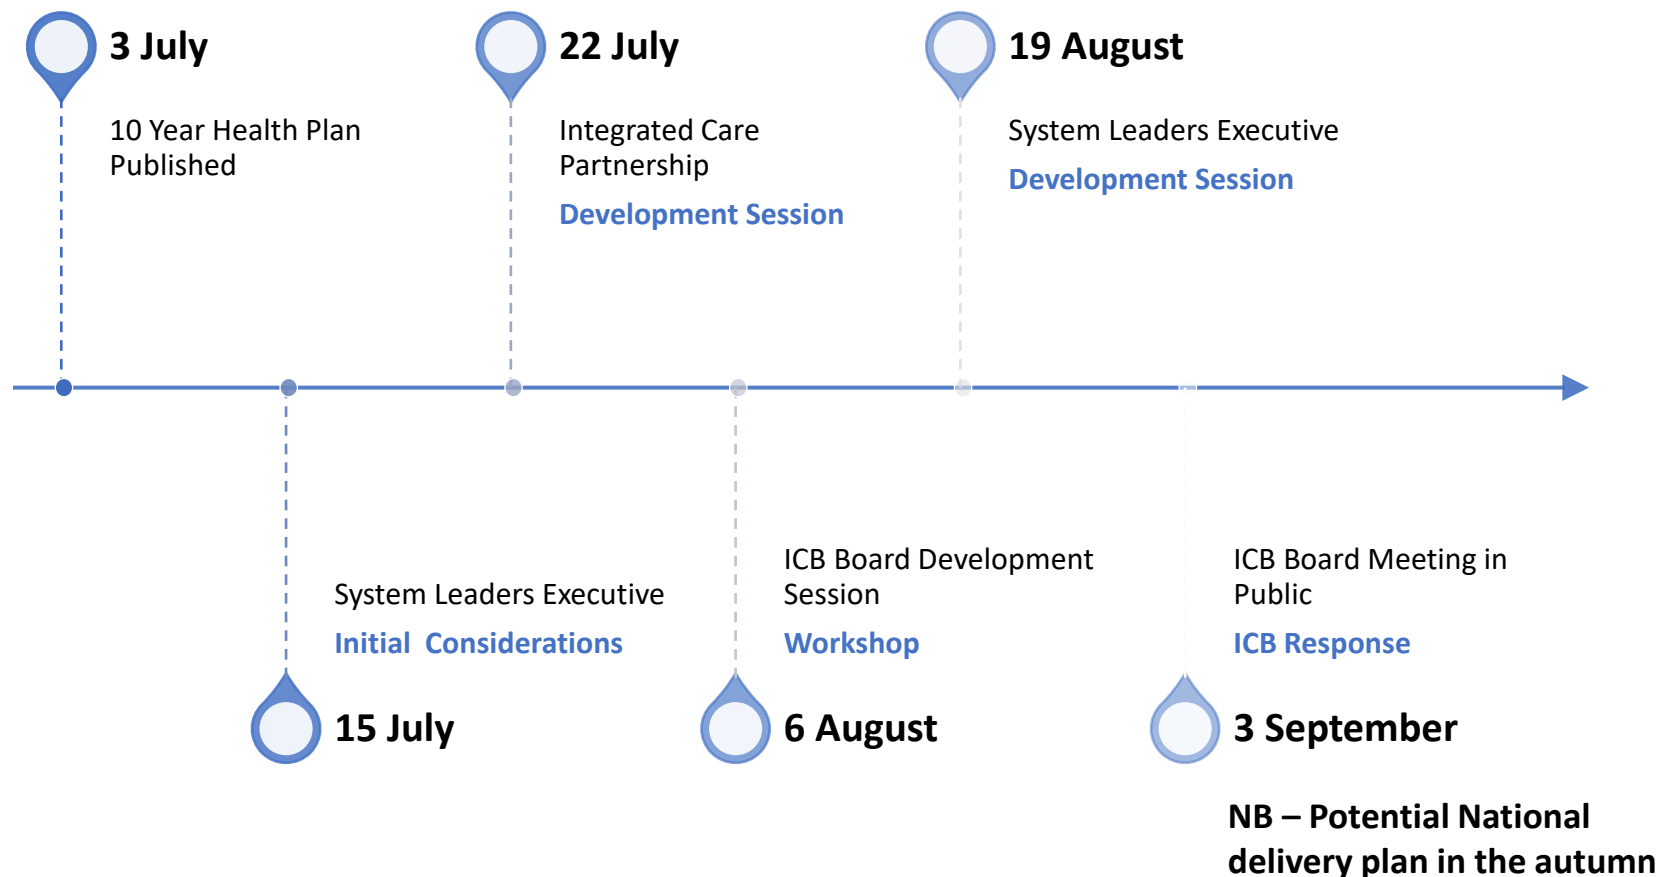 3 July
10 Year Health Plan
Published
22 July
Integrated Care
Partnership
Development Session
19 August
System Leaders Executive
Development Session
System Leaders Executive
Initial  Considerations
15 July
ICB Board Development
Session
Workshop
6 August
ICB Board Meeting in
Public
ICB Response
3 September
NB – Potential National
delivery plan in the autumn